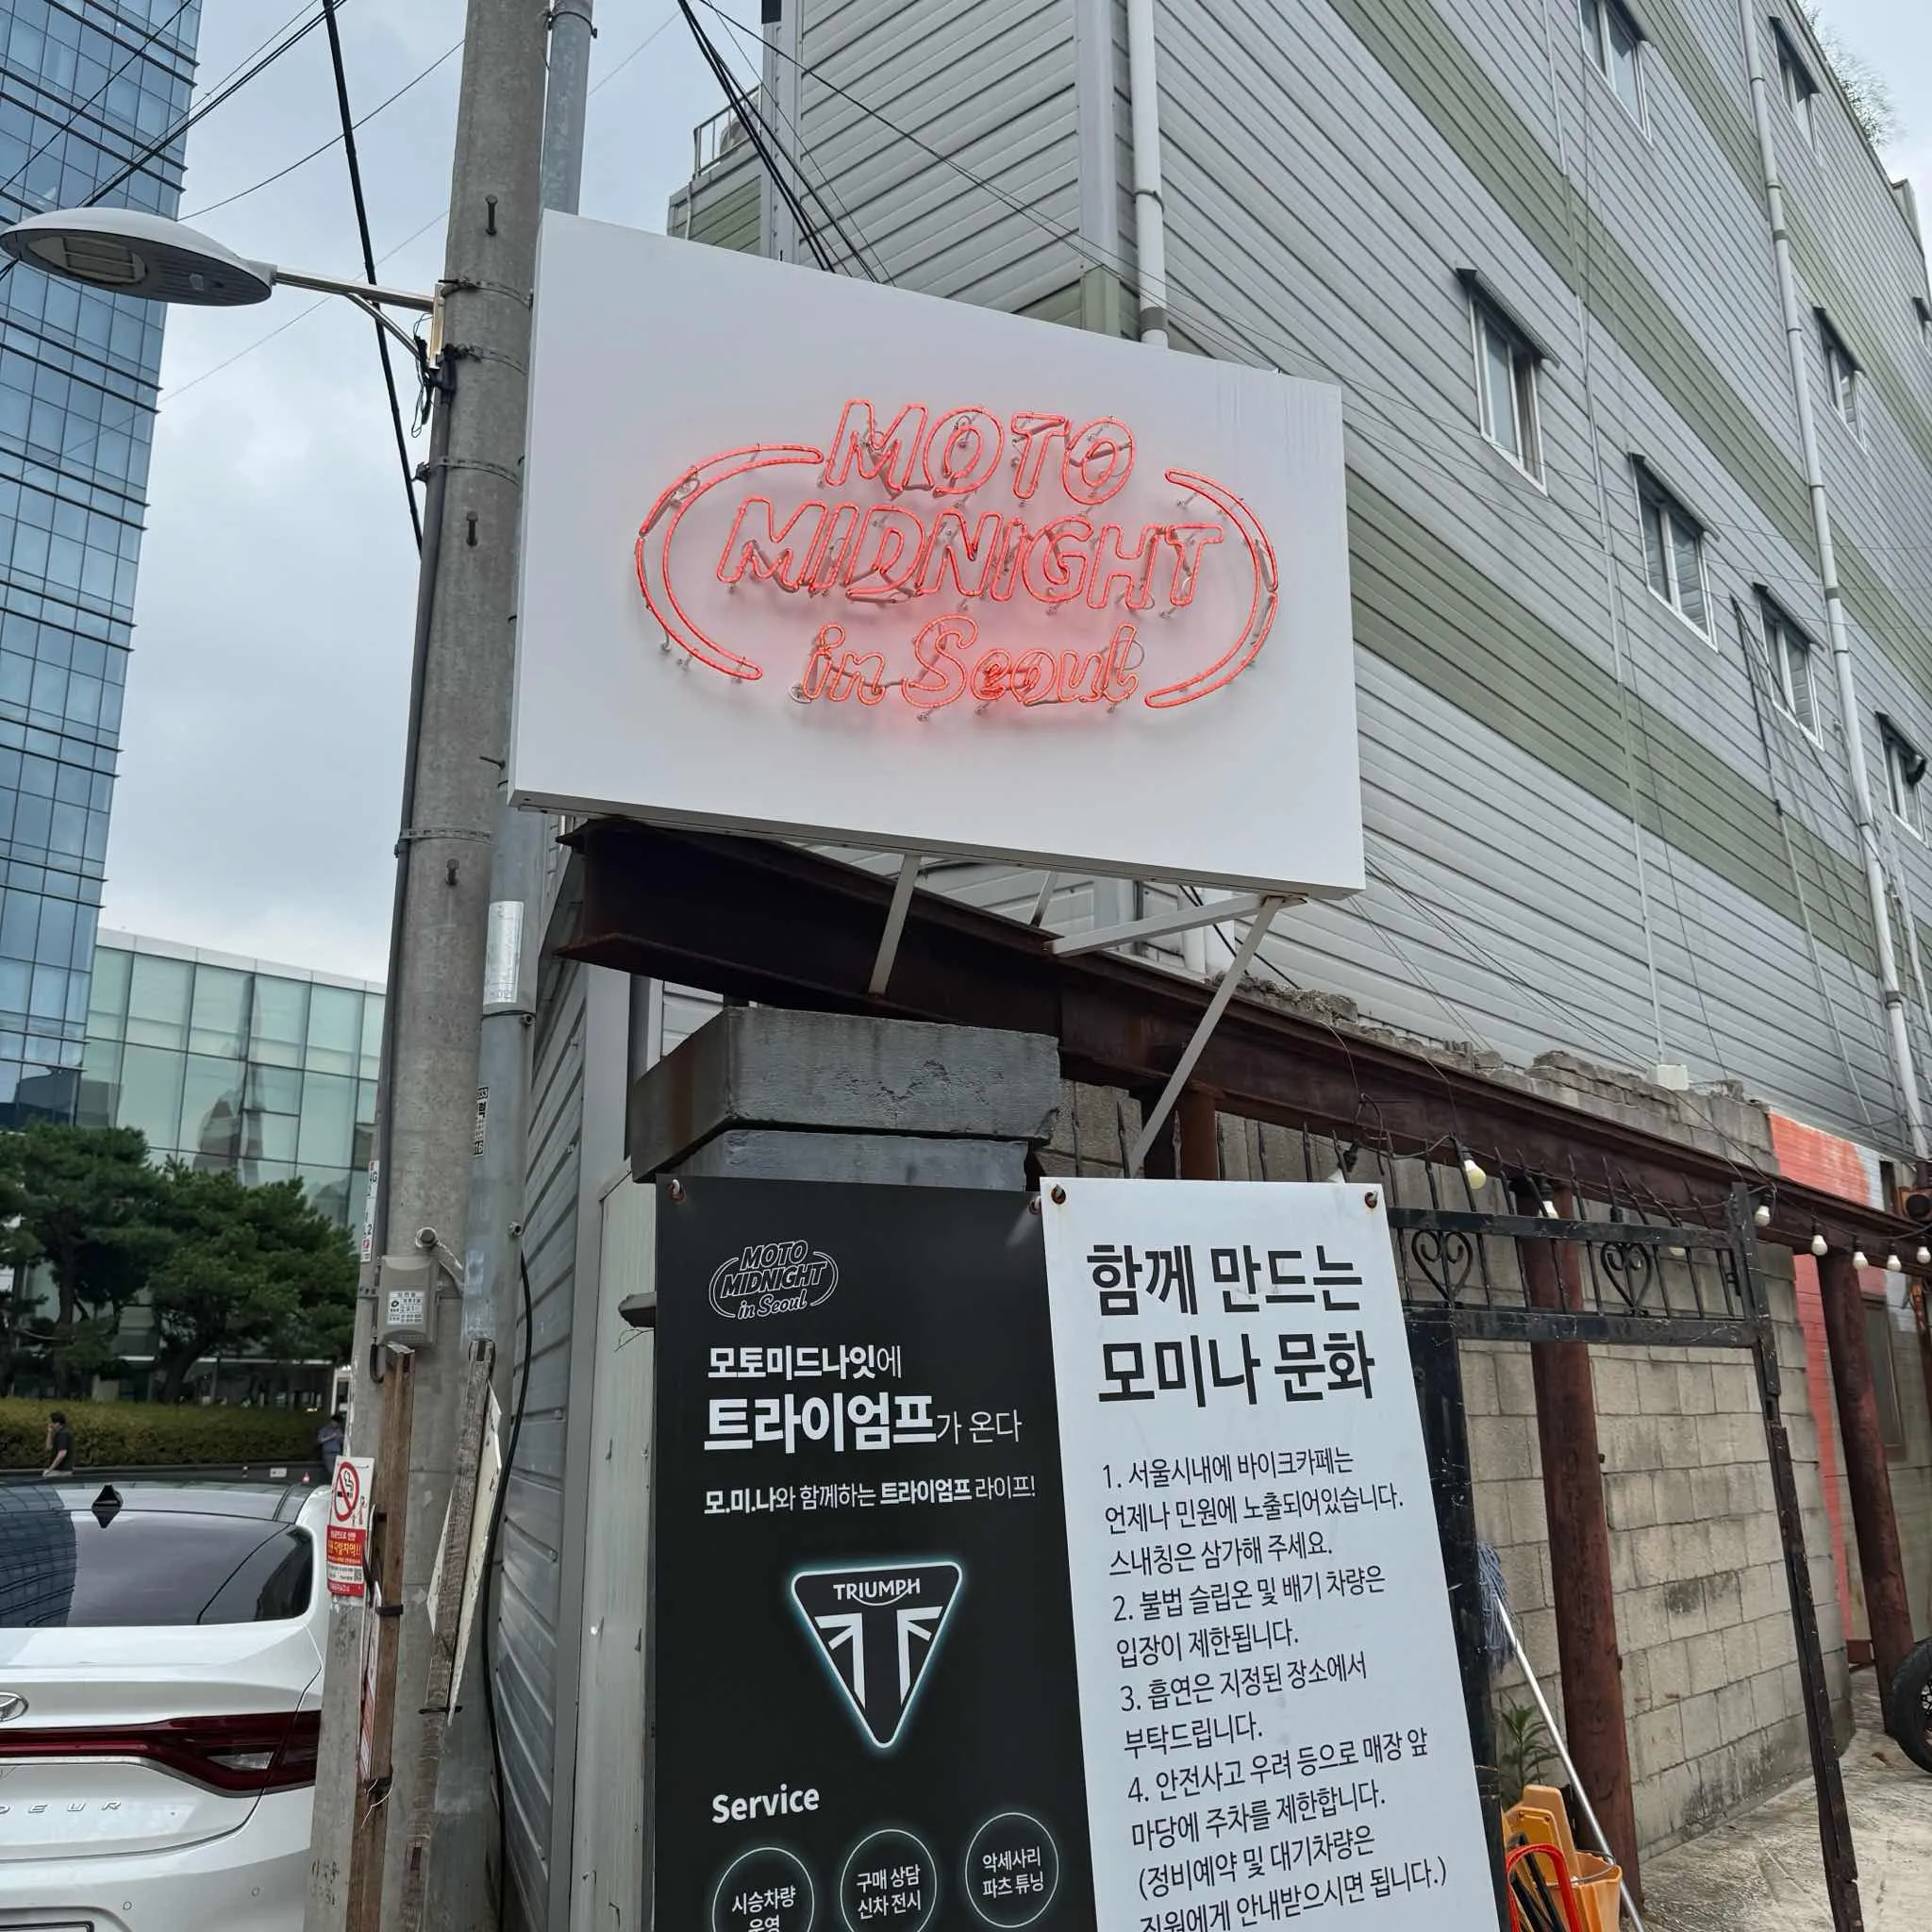 MOTO
MIDNIGHT
in Seoul
MOTO
MIDNIGHT
in Seoul
모토미드나잇에
트라이엄프가 온다
모.미.나와 함께하는 트라이엄프 라이프!
TRIUMPH
Service
시승차량
운영
구매 상담
신차 전시
악세사리
파츠 튜닝
함께 만드는
모미나 문화
1. 서울시내에 바이크카페는
언제나 민원에 노출되어있습니다.
스내칭은 삼가해 주세요.
2. 불법 슬립온 및 배기 차량은
입장이 제한됩니다.
3. 흡연은 지정된 장소에서
부탁드립니다.
4. 안전사고 우려 등으로 매장 앞
마당에 주차를 제한합니다.
(정비예약 및 대기차량은
직원에게 안내받으시면 됩니다.)